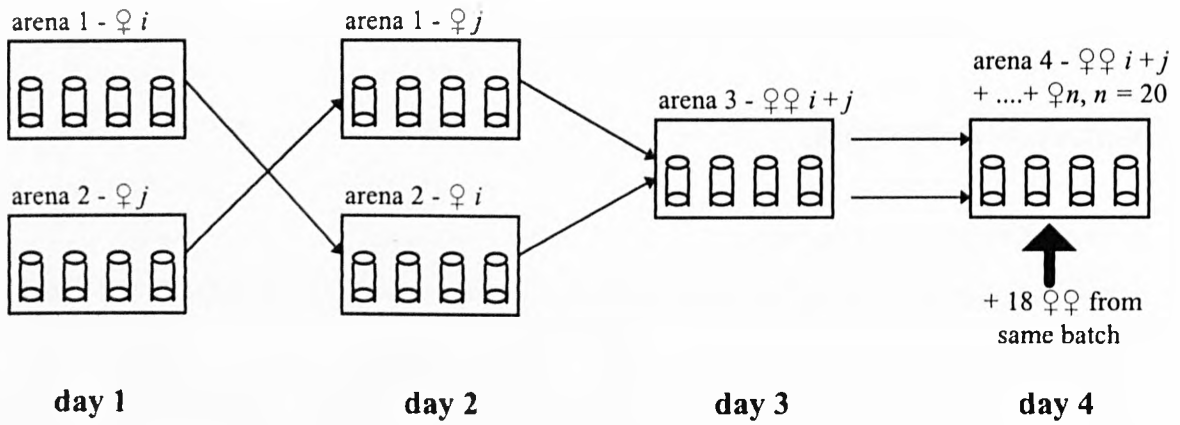 arena 1 - ♀ i
arena 2 - ♀ j
arena 1 - ♀ j
arena 2 - ♀ i
arena 3 - ♀♀ i + j
arena 4 - ♀♀ i + j
+ ....+ ♀n, n = 20
+ 18 ♀♀ from
same batch
day 1
day 2
day 3
day 4